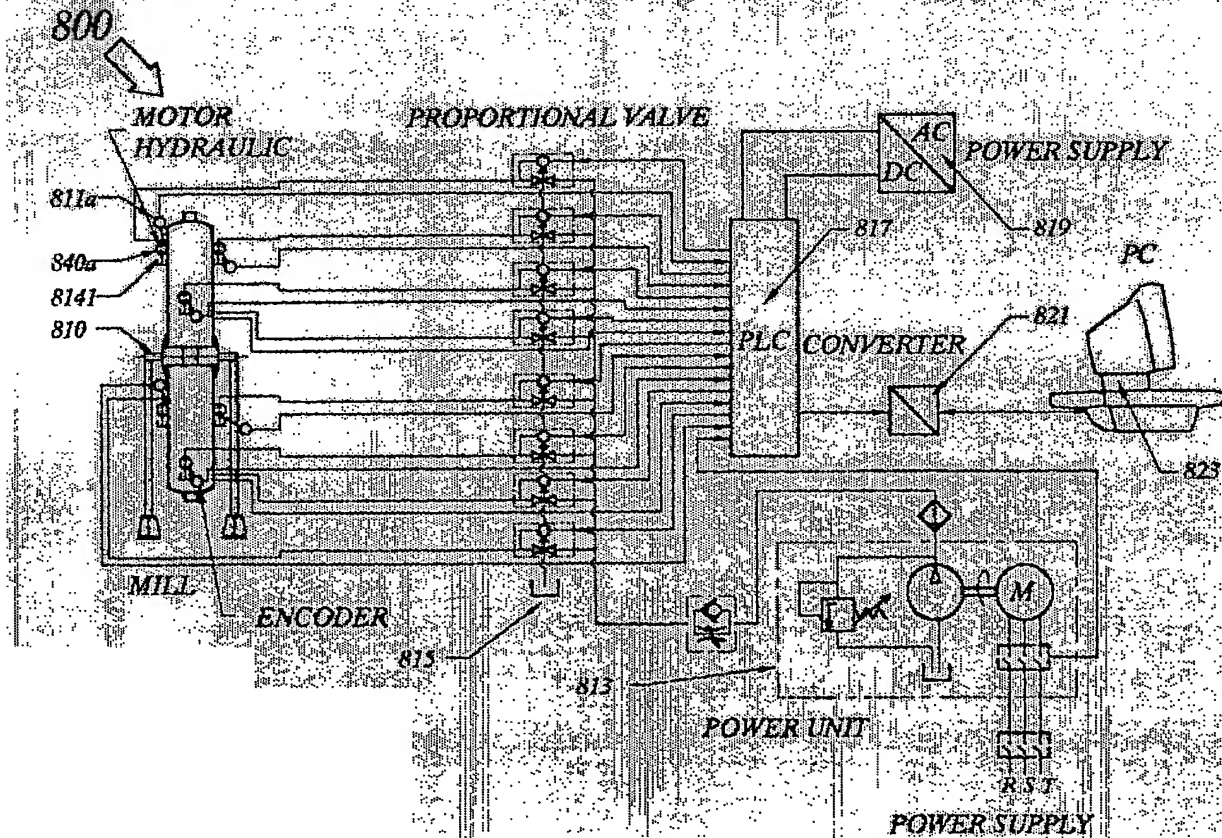 800
MOTOR
HYDRAULIC
PROPORTIONAL VALVE
AC
DC
POWER SUPPLY
811a
840a
8141
810
817
819
PC
821
PLC
CONVERTER
823
MILL
ENCODER
815
813
M
POWER UNIT
R S T
POWER SUPPLY